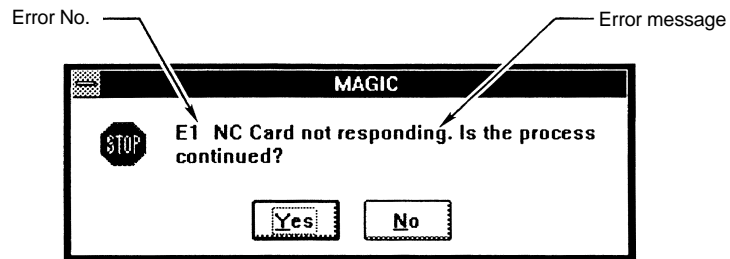 Error No.
Error message
MAGIC
STOP
E1 NC Card not responding. Is the process
continued?
Yes
No